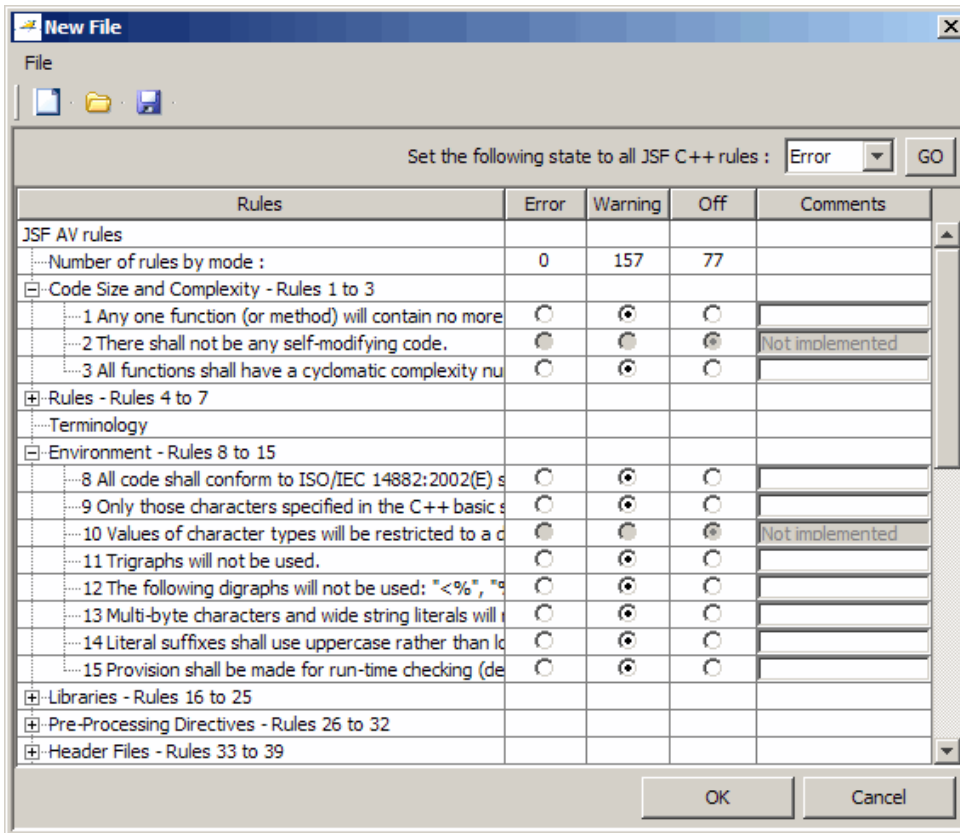 New File
File
Set the following state to all JSF C++ rules : Error GO
Rules Error Warning Off Comments
JSF AV rules
Number of rules by mode : 0 157 77
Code Size and Complexity - Rules 1 to 3
1 Any one function (or method) will contain no more
2 There shall not be any self-modifying code. Not implemented
3 All functions shall have a cyclomatic complexity nu
Rules - Rules 4 to 7
Terminology
Environment - Rules 8 to 15
8 All code shall conform to ISO/IEC 14882:2002(E) s
9 Only those characters specified in the C++ basic s
10 Values of character types will be restricted to a d Not implemented
11 Trigraphs will not be used.
12 The following digraphs will not be used: "<%", "%
13 Multi-byte characters and wide string literals will
14 Literal suffixes shall use uppercase rather than lo
15 Provision shall be made for run-time checking (de
Libraries - Rules 16 to 25
Pre-Processing Directives - Rules 26 to 32
Header Files - Rules 33 to 39
OK Cancel